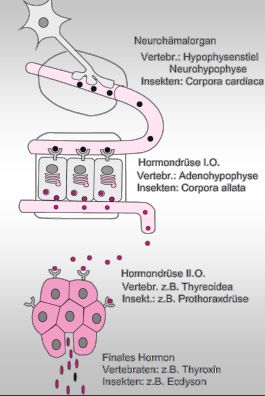 Neurohämalorgan
Vertebr.: Hypophysenstiel
Neurohypophyse
Insekten: Corpora cardiaca
Hormondrüse I.O.
Vertebr.: Adenohypophyse
Insekten: Corpora allata
Hormondrüse II.O.
Vertebr. z.B. Thyreoidea
Insekt.: z.B. Prothoraxdrüse
Finales Hormon
Vertebraten: z.B. Thyroxin
Insekten: z.B. Ecdyson